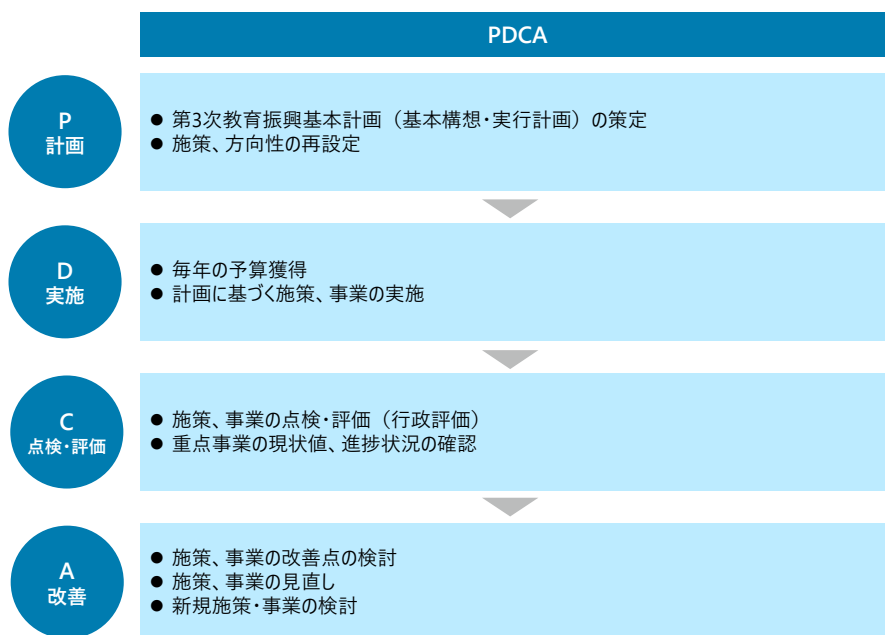 PDCA
P
計画
● 第3次教育振興基本計画（基本構想・実行計画）の策定
● 施策、方向性の再設定
D
実施
● 毎年の予算獲得
● 計画に基づく施策、事業の実施
C
点検・評価
● 施策、事業の点検・評価（行政評価）
● 重点事業の現状値、進捗状況の確認
A
改善
● 施策、事業の改善点の検討
● 施策、事業の見直し
● 新規施策・事業の検討